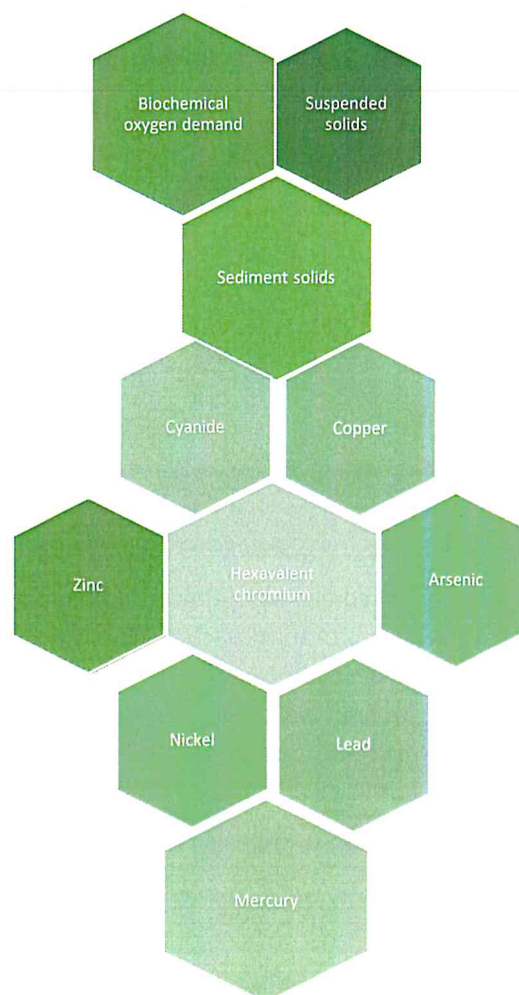 Biochemical
oxygen demand
Suspended
solids
Sediment solids
Cyanide
Copper
Zinc
Hexavalent
chromium
Arsenic
Nickel
Lead
Mercury